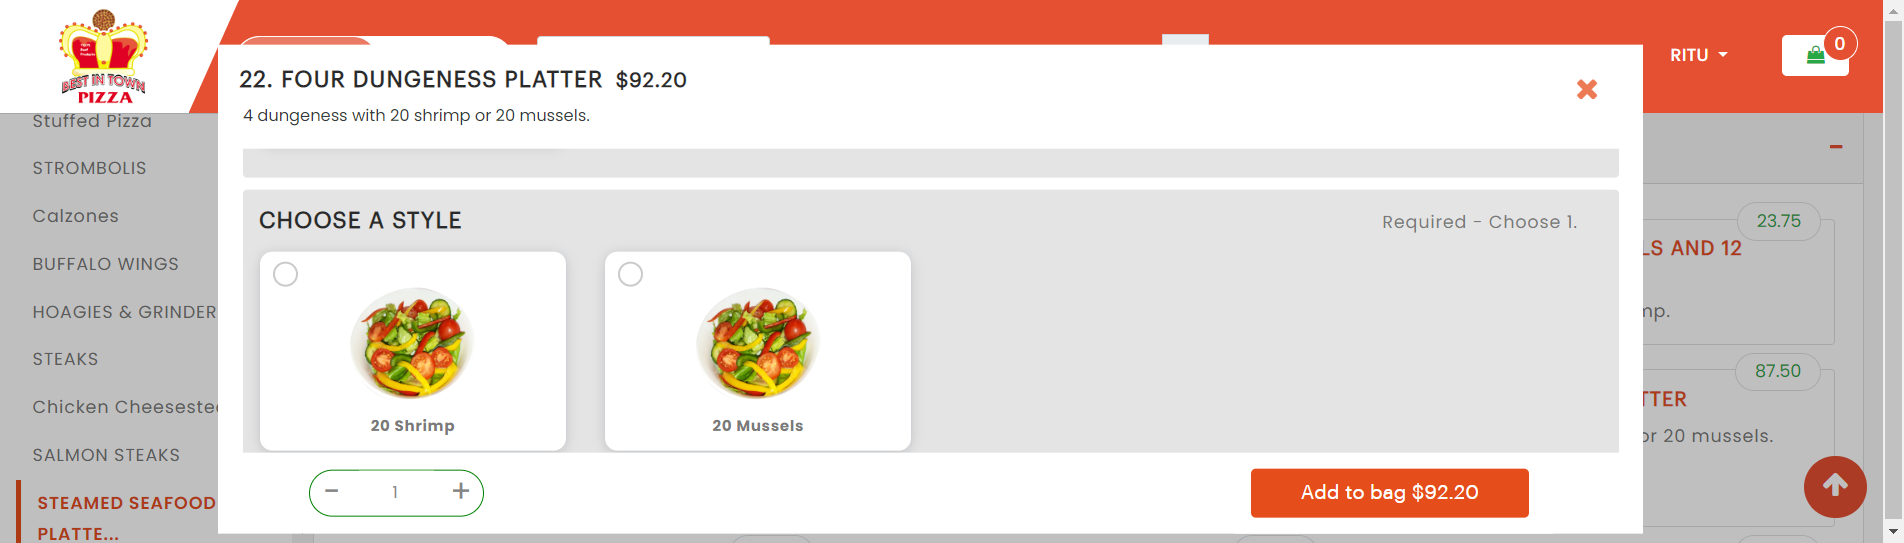 BEST IN TOWN
PIZZA
RITU
0
22. FOUR DUNGENESS PLATTER $92.20
4 dungeness with 20 shrimp or 20 mussels.
Stuffed Pizza
STROMBOLIS
Calzones
BUFFALO WINGS
HOAGIES & GRINDER
STEAKS
Chicken Cheeseste
SALMON STEAKS
STEAMED SEAFOOD
PLATTE...
CHOOSE A STYLE
Required - Choose 1.
20 Shrimp
20 Mussels
1
Add to bag $92.20
23.75
LS AND 12
mp.
87.50
TTER
or 20 mussels.